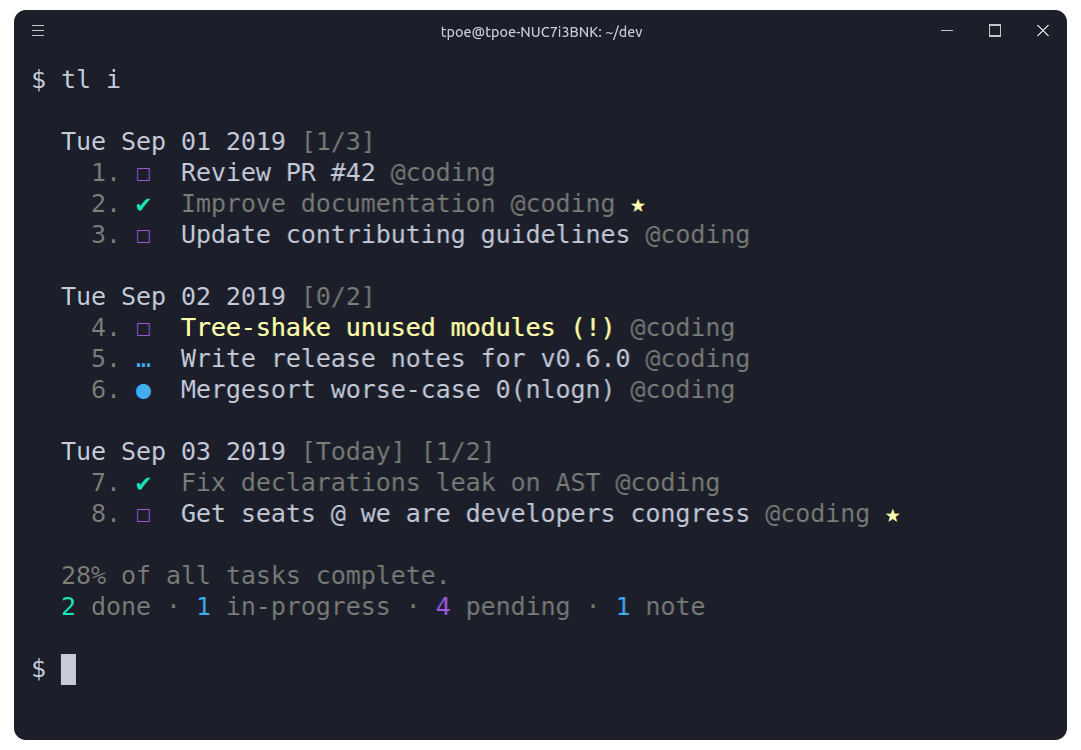 tpoe@tpoe-NUC7i3BNK: ~/dev
$ tl i
Tue Sep 01 2019 [1/3]
1. □ Review PR #42 @coding
2. ✔ Improve documentation @coding ★
3. □ Update contributing guidelines @coding
Tue Sep 02 2019 [0/2]
4. □ Tree-shake unused modules (!) @coding
5. … Write release notes for v0.6.0 @coding
6. ● Mergesort worse-case 0(nlogn) @coding
Tue Sep 03 2019 [Today] [1/2]
7. ✔ Fix declarations leak on AST @coding
8. □ Get seats @ we are developers congress @coding ★
28% of all tasks complete.
2 done · 1 in-progress · 4 pending · 1 note
$